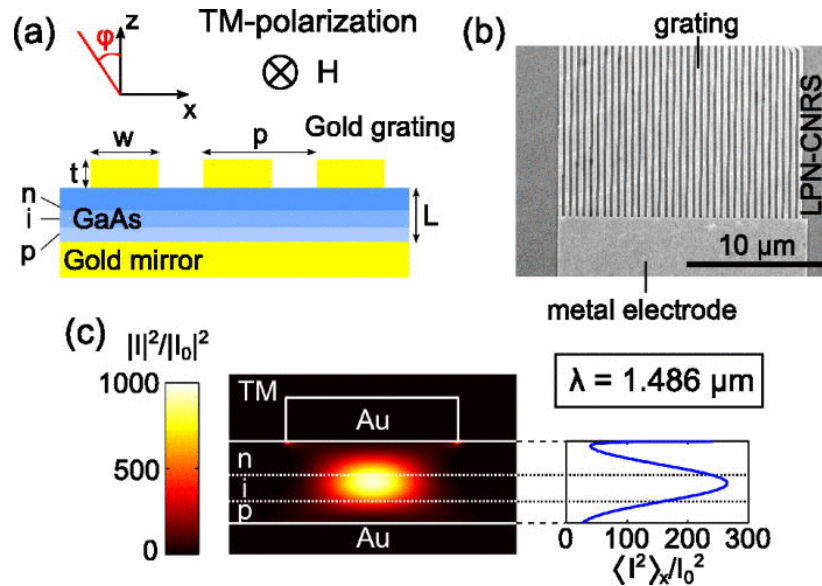 (a)
z
φ
x
TM-polarization
H
w
p
Gold grating
t
n
i
p
GaAs
L
Gold mirror
(b)
grating
LPN-CNRS
10 μm
metal electrode
(c)
|I|²/|I₀|²
1000
500
0
TM
Au
n
i
p
Au
λ = 1.486 μm
0 100 200 300
⟨I²⟩ₓ/I₀²